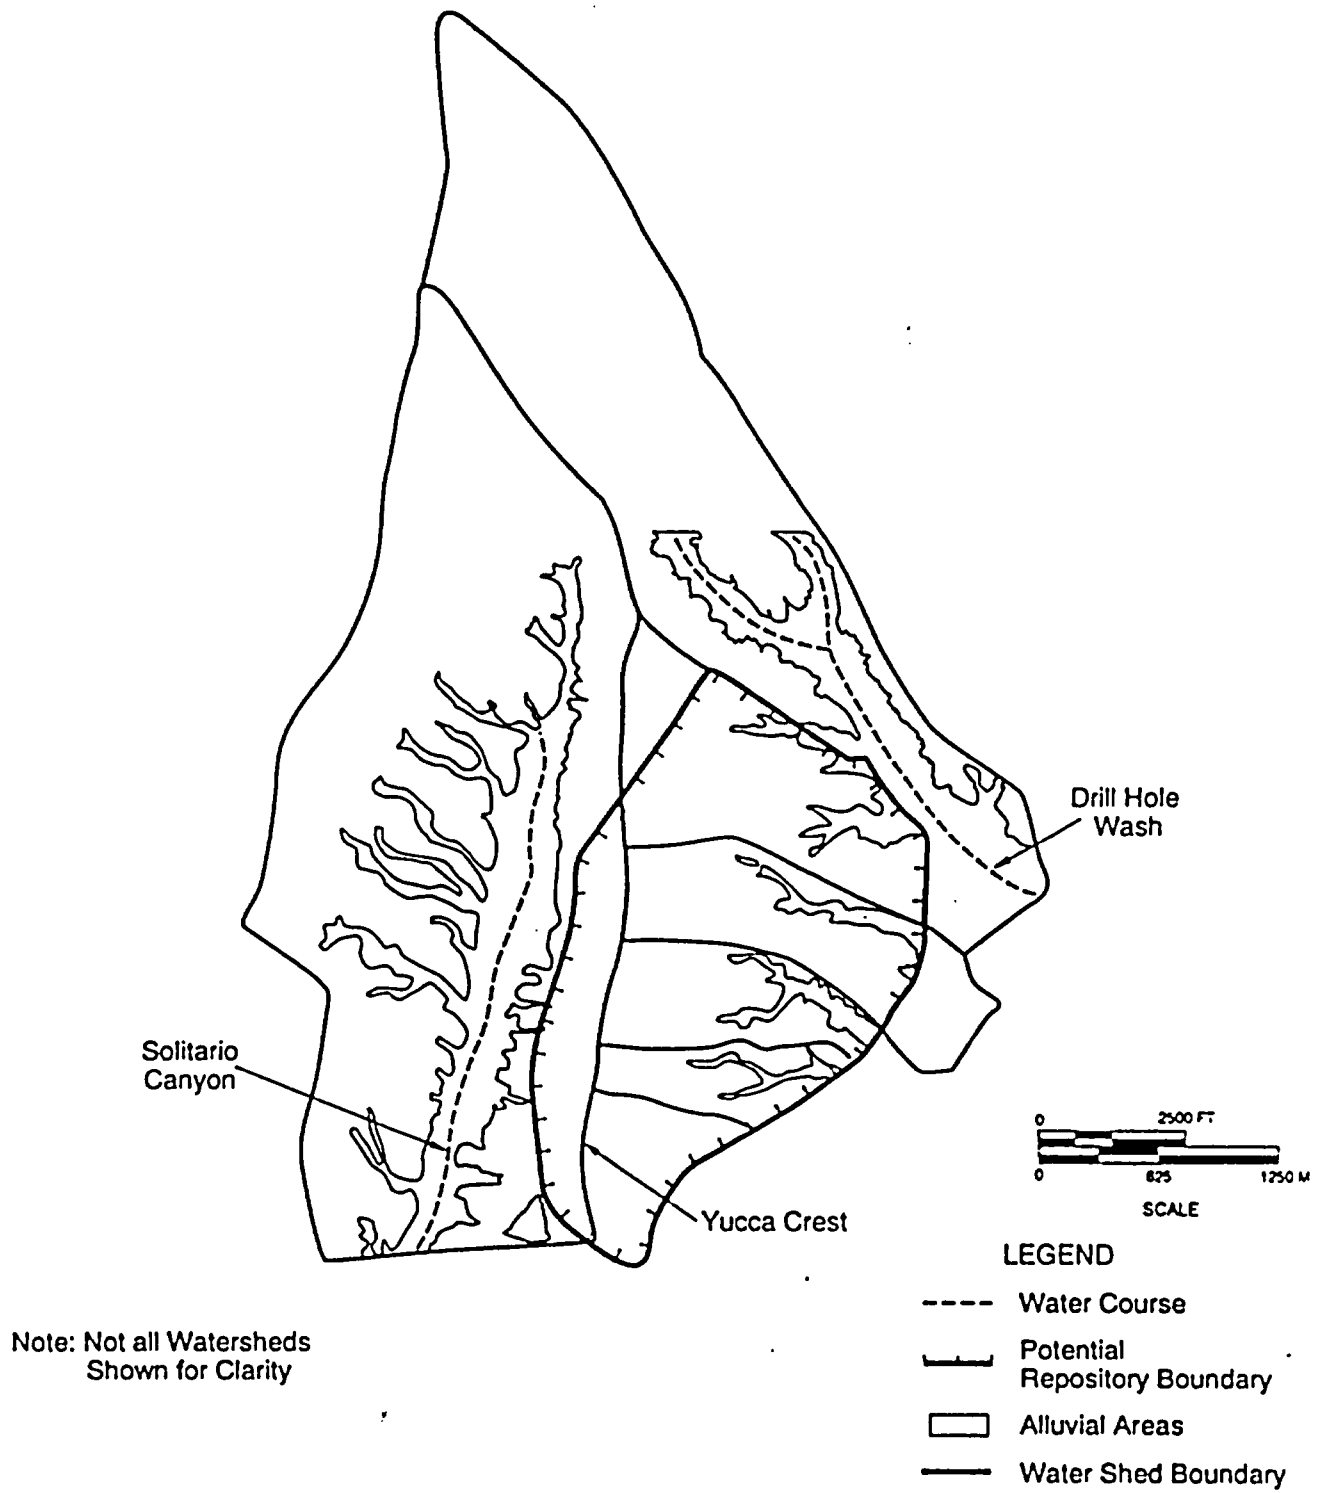 Drill Hole
Wash
Solitario
Canyon
Yucca Crest
0 2500 FT
0 625 1250 M
SCALE
LEGEND
Water Course
Potential
Repository Boundary
Alluvial Areas
Water Shed Boundary
Note: Not all Watersheds
Shown for Clarity